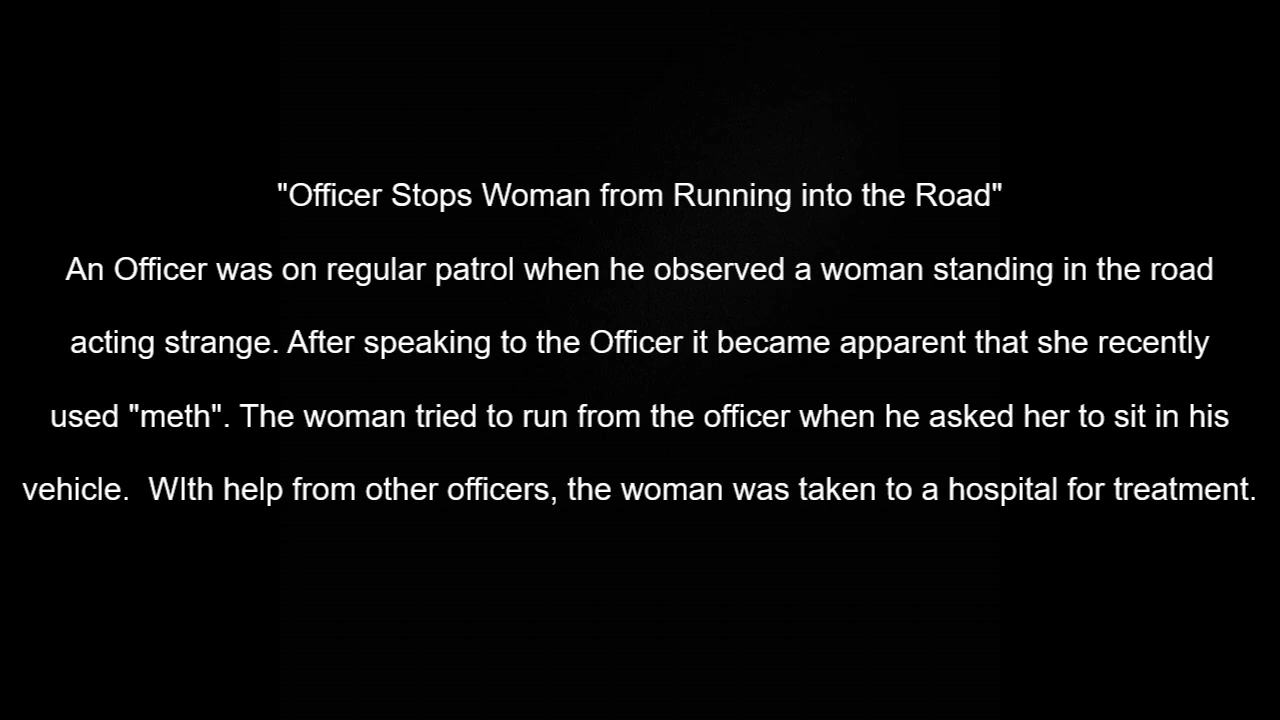 "Officer Stops Woman from Running into the Road"
An Officer was on regular patrol when he observed a woman standing in the road
acting strange. After speaking to the Officer it became apparent that she recently
used "meth". The woman tried to run from the officer when he asked her to sit in his
vehicle.  WIth help from other officers, the woman was taken to a hospital for treatment.